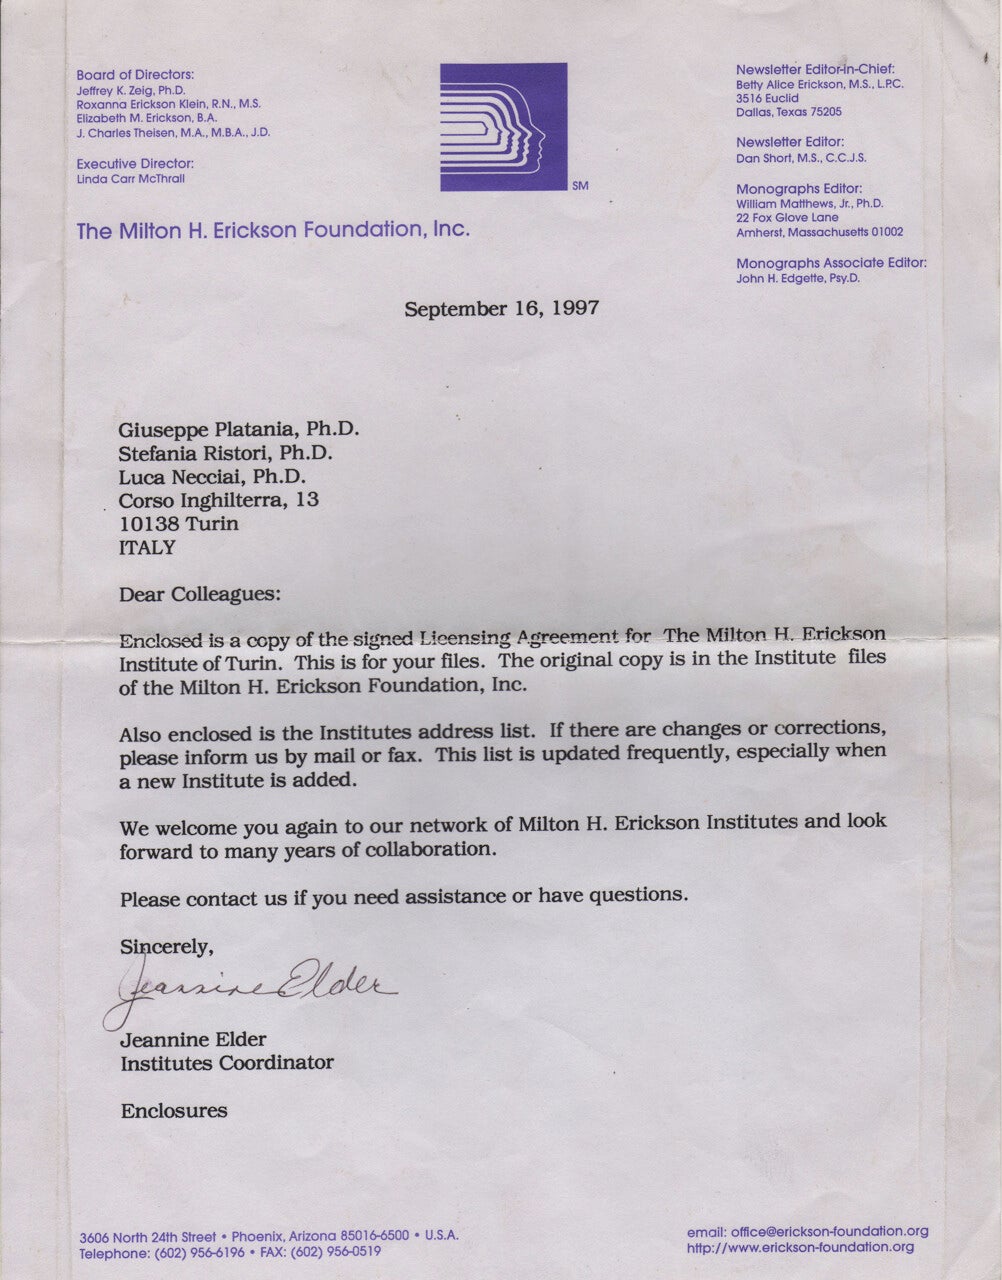 Board of Directors:
Jeffrey K. Zeig, Ph.D.
Roxanna Erickson Klein, R.N., M.S.
Elizabeth M. Erickson, B.A.
J. Charles Theisen, M.A., M.B.A., J.D.
Executive Director:
Linda Carr McThrall
The Milton H. Erickson Foundation, Inc.
SM
Newsletter Editor-in-Chief:
Betty Alice Erickson, M.S., L.P.C.
3516 Euclid
Dallas, Texas 75205
Newsletter Editor:
Dan Short, M.S., C.C.J.S.
Monographs Editor:
William Matthews, Jr., Ph.D.
22 Fox Glove Lane
Amherst, Massachusetts 01002
Monographs Associate Editor:
John H. Edgette, Psy.D.
September 16, 1997
Giuseppe Platania, Ph.D.
Stefania Ristori, Ph.D.
Luca Necciai, Ph.D.
Corso Inghilterra, 13
10138 Turin
ITALY
Dear Colleagues:
Enclosed is a copy of the signed Licensing Agreement for The Milton H. Erickson
Institute of Turin. This is for your files. The original copy is in the Institute files
of the Milton H. Erickson Foundation, Inc.
Also enclosed is the Institutes address list. If there are changes or corrections,
please inform us by mail or fax. This list is updated frequently, especially when
a new Institute is added.
We welcome you again to our network of Milton H. Erickson Institutes and look
forward to many years of collaboration.
Please contact us if you need assistance or have questions.
Sincerely,
Jeannine Elder
Jeannine Elder
Institutes Coordinator
Enclosures
3606 North 24th Street • Phoenix, Arizona 85016-6500 • U.S.A.
Telephone: (602) 956-6196 • FAX: (602) 956-0519
email: office@erickson-foundation.org
http://www.erickson-foundation.org